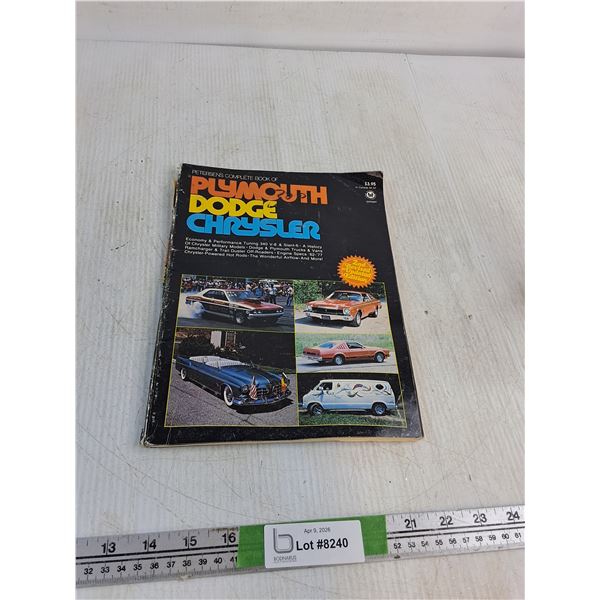 PETERSEN'S COMPLETE BOOK OF
PLYMOUTH
DODGE
CHRYSLER
$3.95
Economy & Performance Tuning 340 V-8 & Slant-6 • A History
Of Chrysler Military Models • Dodge & Plymouth Trucks & Vans
Ramcharger & Trail Duster Off-Roaders • Engine Specs '62-'77
Chrysler-Powered Hot Rods • The Wonderful Airflow • And More!
13 14 15 16 21 22 23 24
32 33 34 35 36 37 38 39 40 41 52 53 54 55 56 57 58 59 60 61
Apr 9, 2026
Lot #8240
b
BODNARUS